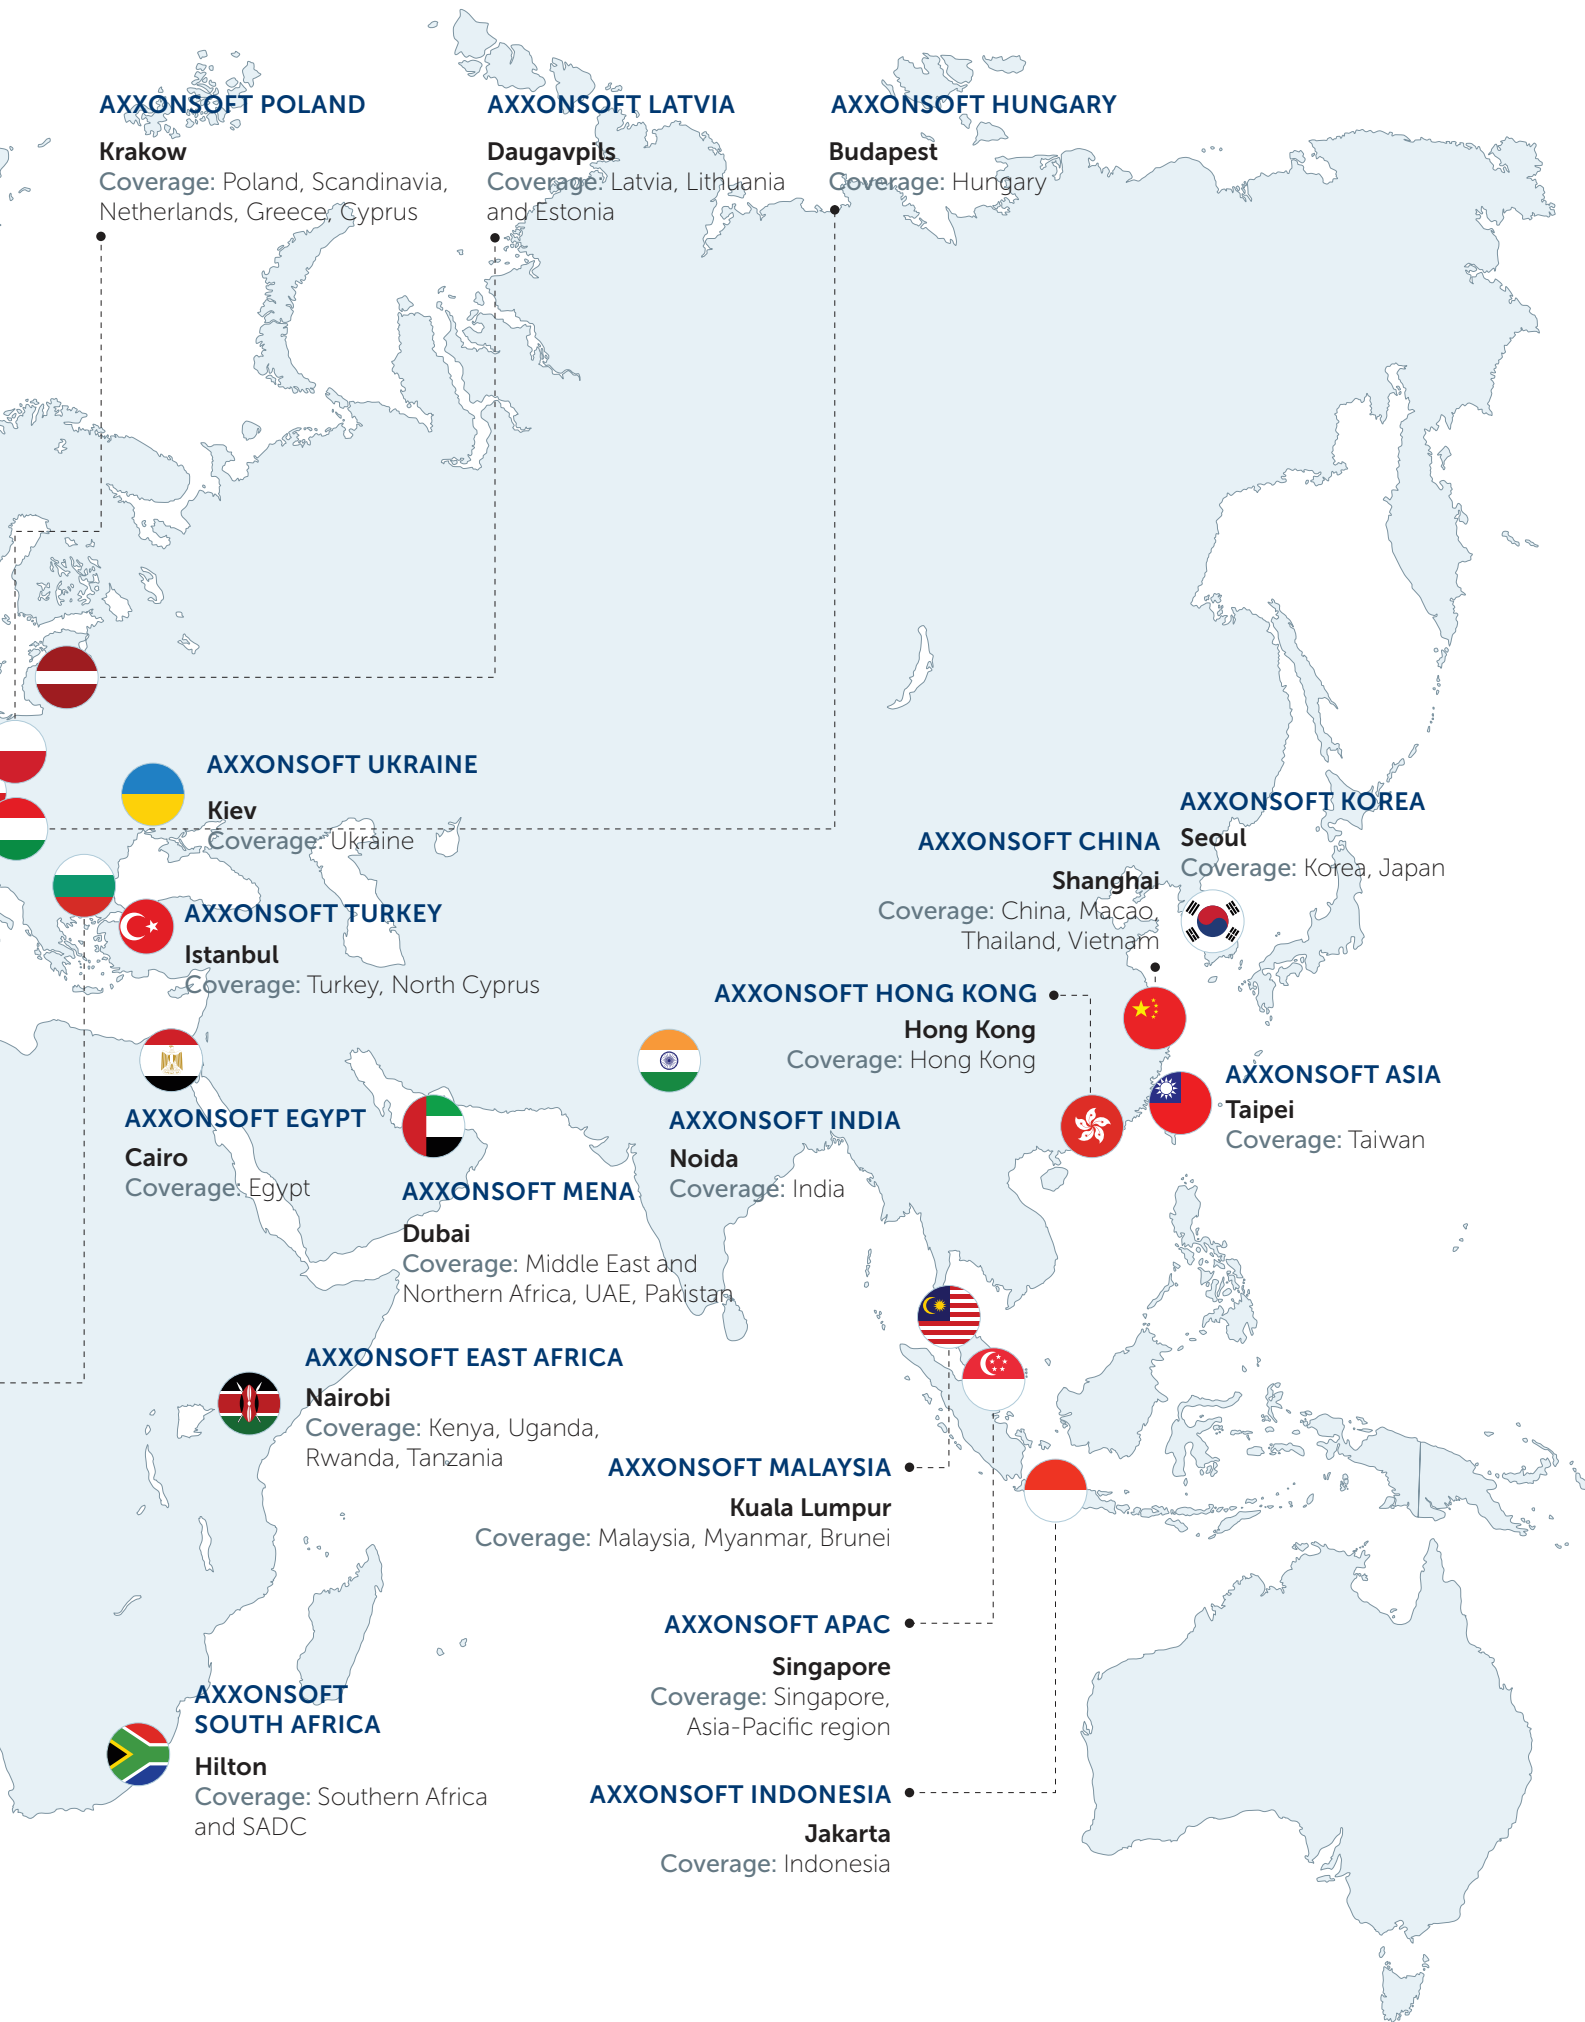 AXXONSOFT POLAND
Krakow
Coverage: Poland, Scandinavia,
Netherlands, Greece, Cyprus
AXXONSOFT LATVIA
Daugavpils
Coverage: Latvia, Lithuania
and Estonia
AXXONSOFT HUNGARY
Budapest
Coverage: Hungary
AXXONSOFT UKRAINE
Kiev
Coverage: Ukraine
AXXONSOFT KOREA
Seoul
Coverage: Korea, Japan
AXXONSOFT CHINA
Shanghai
Coverage: China, Macao,
Thailand, Vietnam
AXXONSOFT TURKEY
Istanbul
Coverage: Turkey, North Cyprus
AXXONSOFT HONG KONG
Hong Kong
Coverage: Hong Kong
AXXONSOFT ASIA
Taipei
Coverage: Taiwan
AXXONSOFT EGYPT
Cairo
Coverage: Egypt
AXXONSOFT INDIA
Noida
Coverage: India
AXXONSOFT MENA
Dubai
Coverage: Middle East and
Northern Africa, UAE, Pakistan
AXXONSOFT EAST AFRICA
Nairobi
Coverage: Kenya, Uganda,
Rwanda, Tanzania
AXXONSOFT MALAYSIA
Kuala Lumpur
Coverage: Malaysia, Myanmar, Brunei
AXXONSOFT APAC
Singapore
Coverage: Singapore,
Asia-Pacific region
AXXONSOFT
SOUTH AFRICA
Hilton
Coverage: Southern Africa
and SADC
AXXONSOFT INDONESIA
Jakarta
Coverage: Indonesia